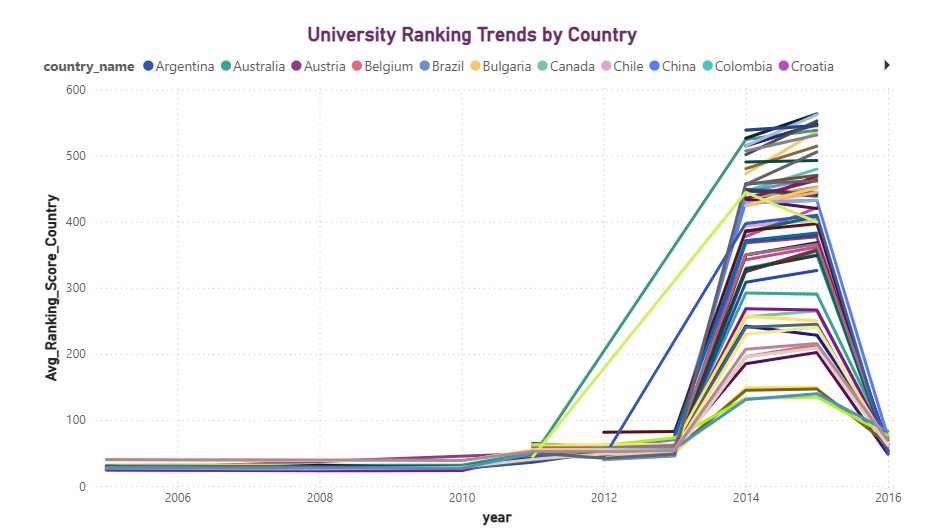 University Ranking Trends by Country
country_name Argentina Australia Austria Belgium Brazil Bulgaria Canada Chile China Colombia Croatia
600
500
400
300
200
100
0
Avg_Ranking_Score_Country
2006 2008 2010 2012 2014 2016
year